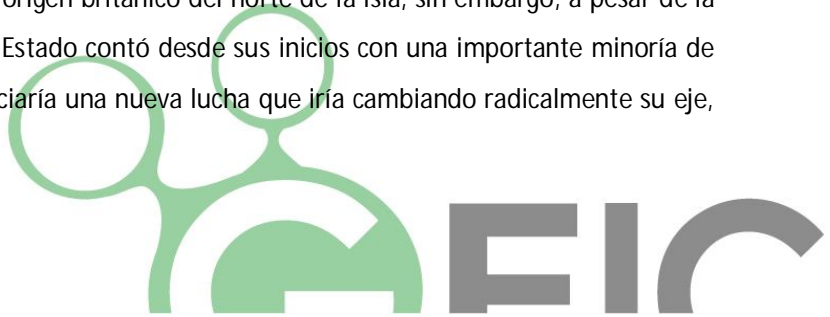 origen británico del norte de la isla, sin embargo, a pesar de la
Estado contó desde sus inicios con una importante minoría de
ciaría una nueva lucha que iría cambiando radicalmente su eje,
GEIC